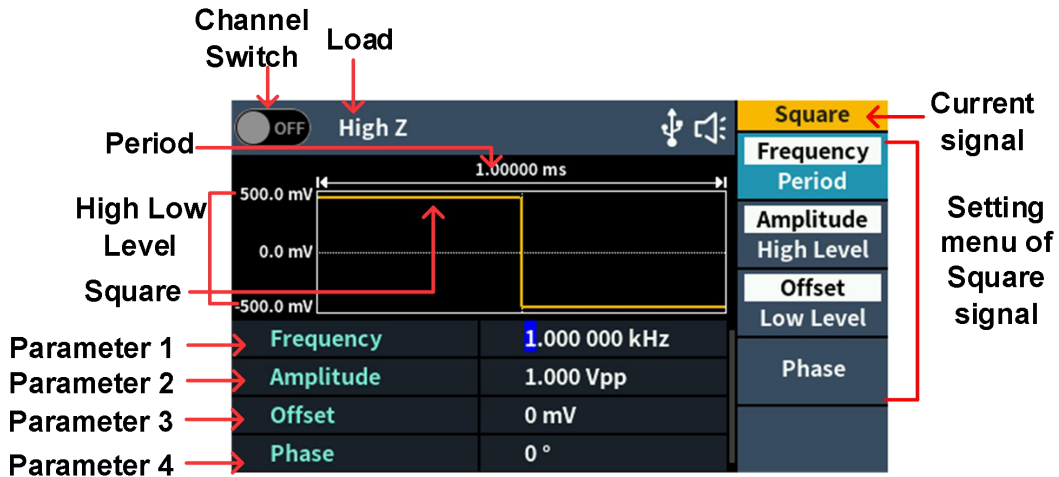 Channel
Switch
Load
OFF
High Z
Square
Current
signal
Period
1.00000 ms
Frequency
Period
500.0 mV
High Low
Level
0.0 mV
Amplitude
High Level
Setting
menu of
Square
signal
Square
-500.0 mV
Offset
Low Level
Parameter 1
Frequency
1.000 000 kHz
Phase
Parameter 2
Amplitude
1.000 Vpp
Parameter 3
Offset
0 mV
Parameter 4
Phase
0 °